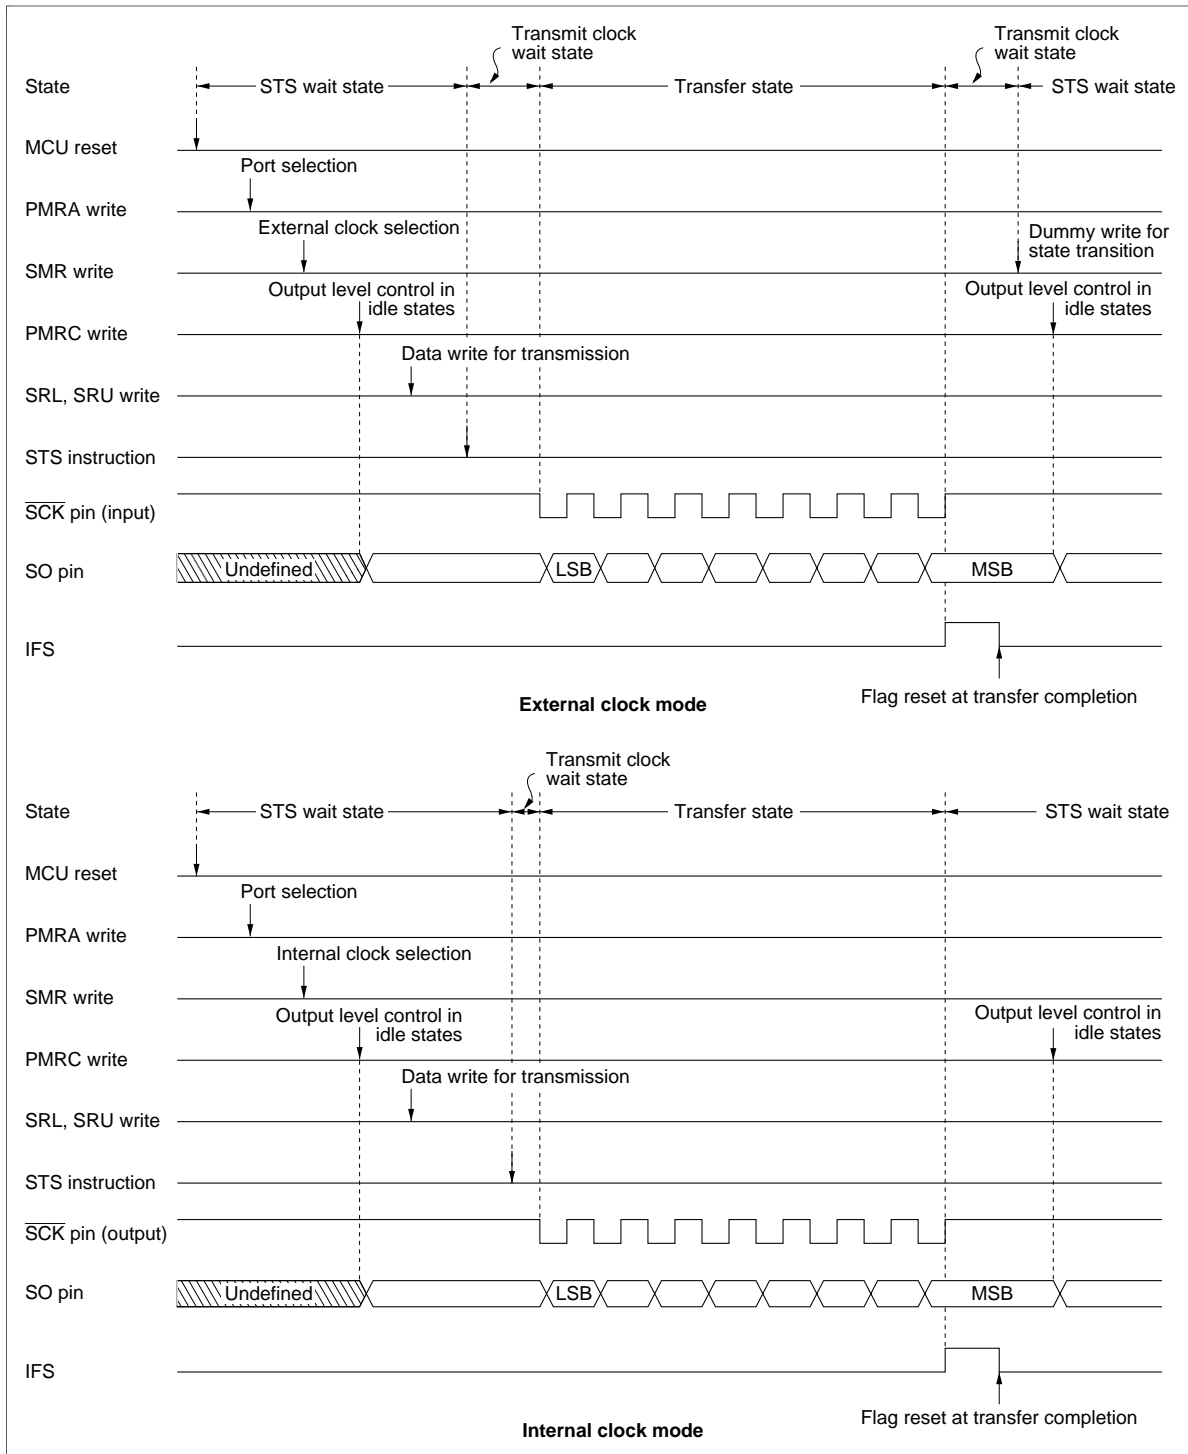 Transmit clock
wait state
Transmit clock
wait state
State
STS wait state
Transfer state
STS wait state
MCU reset
Port selection
PMRA write
External clock selection
Dummy write for
state transition
SMR write
Output level control in
idle states
Output level control in
idle states
PMRC write
Data write for transmission
SRL, SRU write
STS instruction
SCK pin (input)
SO pin
Undefined
LSB
MSB
IFS
Flag reset at transfer completion
External clock mode
Transmit clock
wait state
State
STS wait state
Transfer state
STS wait state
MCU reset
Port selection
PMRA write
Internal clock selection
SMR write
Output level control in
idle states
Output level control in
idle states
PMRC write
Data write for transmission
SRL, SRU write
STS instruction
SCK pin (output)
SO pin
Undefined
LSB
MSB
IFS
Flag reset at transfer completion
Internal clock mode